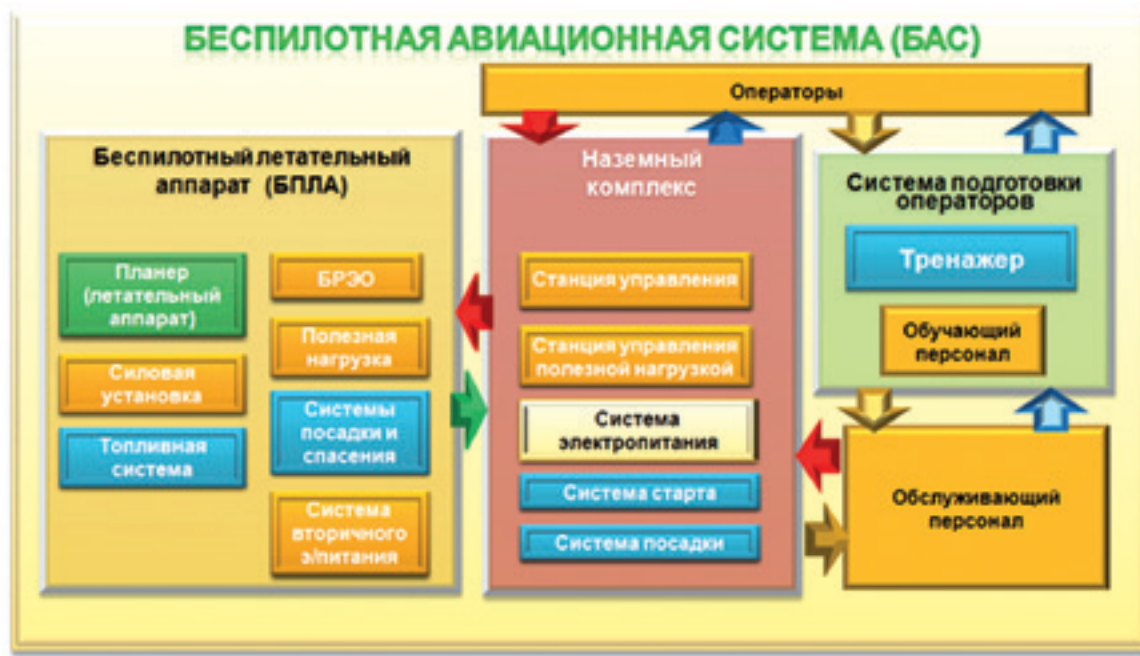 БЕСПИЛОТНАЯ АВИАЦИОННАЯ СИСТЕМА (БАС)
Операторы
Беспилотный летательный
аппарат (БПЛА)
Планер
(летательный
аппарат)
Силовая
установка
Топливная
система
БРЭО
Полезная
нагрузка
Системы
посадки и
спасения
Система
вторичного
э/питания
Наземный
комплекс
Станция управления
Станция управления
полезной нагрузкой
Система
электропитания
Система старта
Система посадки
Система подготовки
операторов
Тренажер
Обучающий
персонал
Обслуживающий
персонал